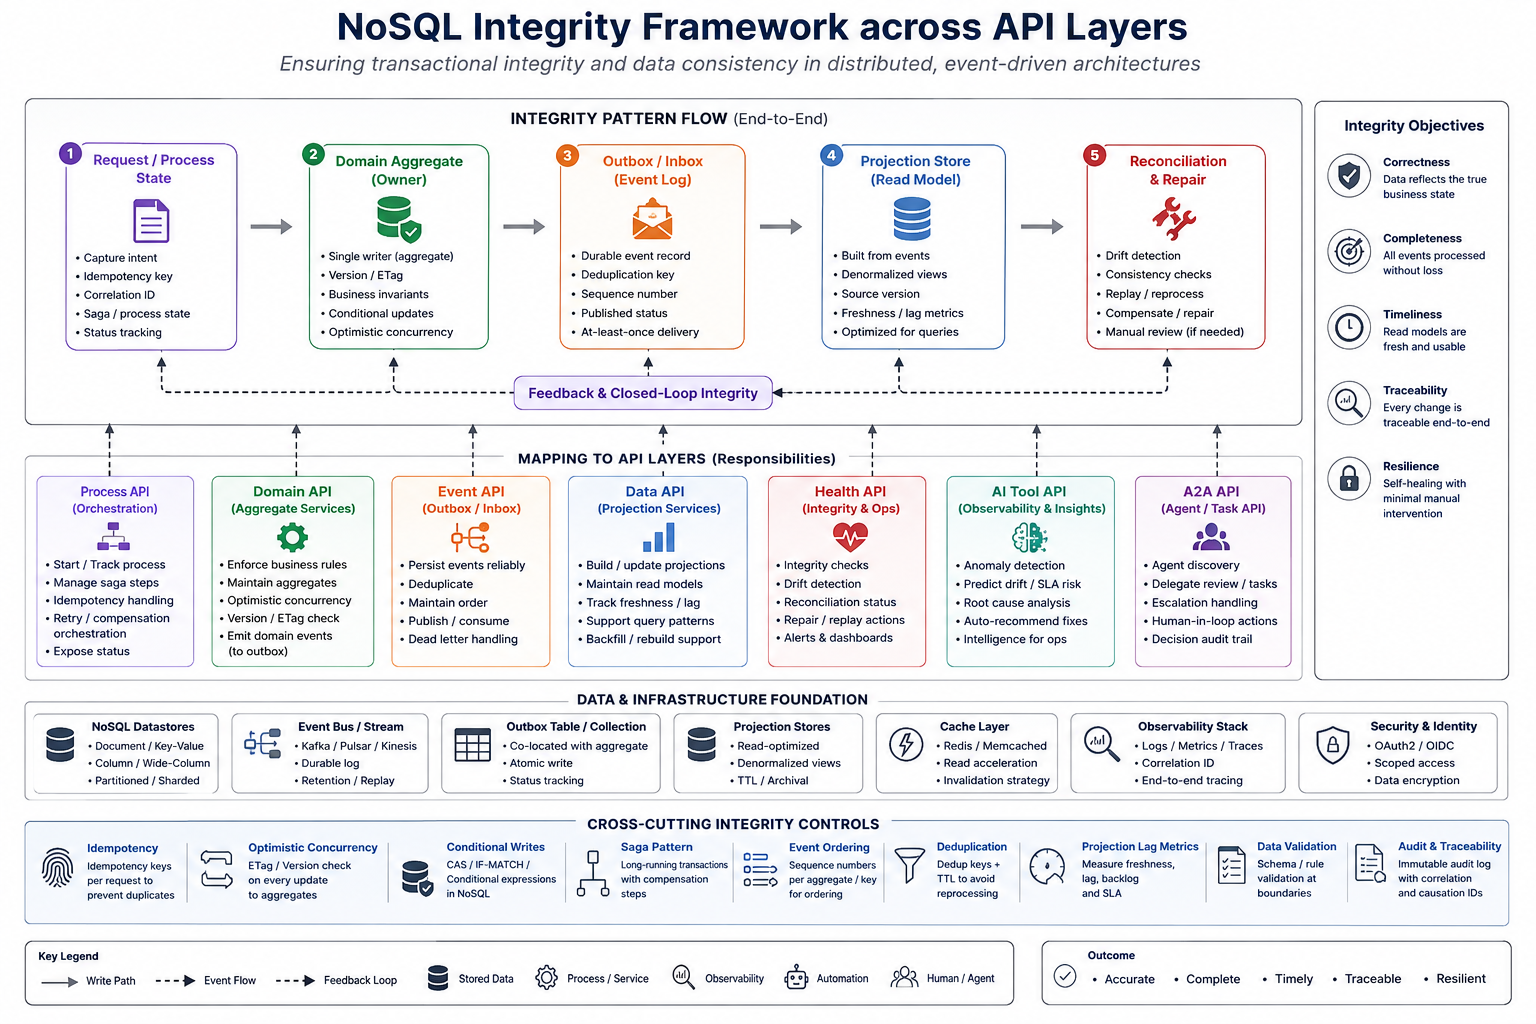 NoSQL Integrity Framework across API Layers
Ensuring transactional integrity and data consistency in distributed, event-driven architectures
INTEGRITY PATTERN FLOW (End-to-End)
1
Request / Process
State
• Capture intent
• Idempotency key
• Correlation ID
• Saga / process state
• Status tracking
2
Domain Aggregate
(Owner)
• Single writer (aggregate)
• Version / ETag
• Business invariants
• Conditional updates
• Optimistic concurrency
3
Outbox / Inbox
(Event Log)
• Durable event record
• Deduplication key
• Sequence number
• Published status
• At-least-once delivery
4
Projection Store
(Read Model)
• Built from events
• Denormalized views
• Source version
• Freshness / lag metrics
• Optimized for queries
5
Reconciliation
& Repair
• Drift detection
• Consistency checks
• Replay / reprocess
• Compensate / repair
• Manual review (if needed)
Feedback & Closed-Loop Integrity
Integrity Objectives
Correctness
Data reflects the true
business state
Completeness
All events processed
without loss
Timeliness
Read models are
fresh and usable
Traceability
Every change is
traceable end-to-end
Resilience
Self-healing with
minimal manual
intervention
MAPPING TO API LAYERS (Responsibilities)
Process API
(Orchestration)
• Start / Track process
• Manage saga steps
• Idempotency handling
• Retry / compensation
orchestration
• Expose status
Domain API
(Aggregate Services)
• Enforce business rules
• Maintain aggregates
• Optimistic concurrency
• Version / ETag check
• Emit domain events
(to outbox)
Event API
(Outbox / Inbox)
• Persist events reliably
• Deduplicate
• Maintain order
• Publish / consume
• Dead letter handling
Data API
(Projection Services)
• Build / update projections
• Maintain read models
• Track freshness / lag
• Support query patterns
• Backfill / rebuild support
Health API
(Integrity & Ops)
• Integrity checks
• Drift detection
• Reconciliation status
• Repair / replay actions
• Alerts & dashboards
AI Tool API
(Observability & Insights)
• Anomaly detection
• Predict drift / SLA risk
• Root cause analysis
• Auto-recommend fixes
• Intelligence for ops
A2A API
(Agent / Task API)
• Agent discovery
• Delegate review / tasks
• Escalation handling
• Human-in-loop actions
• Decision audit trail
DATA & INFRASTRUCTURE FOUNDATION
NoSQL Datastores
• Document / Key-Value
• Column / Wide-Column
• Partitioned / Sharded
Event Bus / Stream
• Kafka / Pulsar / Kinesis
• Durable log
• Retention / Replay
Outbox Table / Collection
• Co-located with aggregate
• Atomic write
• Status tracking
Projection Stores
• Read-optimized
• Denormalized views
• TTL / Archival
Cache Layer
• Redis / Memcached
• Read acceleration
• Invalidation strategy
Observability Stack
• Logs / Metrics / Traces
• Correlation ID
• End-to-end tracing
Security & Identity
• OAuth2 / OIDC
• Scoped access
• Data encryption
CROSS-CUTTING INTEGRITY CONTROLS
Idempotency
Idempotency keys
per request to
prevent duplicates
Optimistic Concurrency
ETag / Version check
on every update
to aggregates
Conditional Writes
CAS / IF-MATCH /
Conditional expressions
in NoSQL
Saga Pattern
Long-running transactions
with compensation
steps
Event Ordering
Sequence numbers
per aggregate / key
for ordering
Deduplication
Dedup keys +
TTL to avoid
reprocessing
Projection Lag Metrics
Measure freshness,
lag, backlog
and SLA
Data Validation
Schema / rule
validation at
boundaries
Audit & Traceability
Immutable audit log
with correlation
and causation IDs
Key Legend
Write Path
Event Flow
Feedback Loop
Stored Data
Process / Service
Observability
Automation
Human / Agent
Outcome
• Accurate
• Complete
• Timely
• Traceable
• Resilient